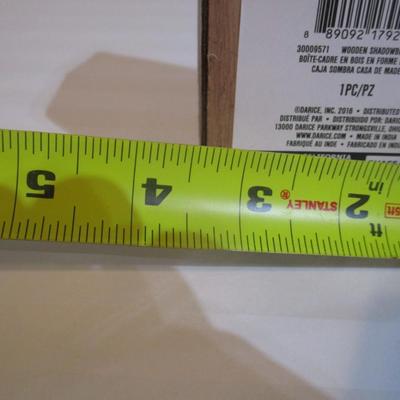 8 89092 1792
30009571 WOODEN SHADOWB
BOÎTE-CADRE EN BOIS EN FORME
CAJA SOMBRA CASA DE MADE
1PC/PZ
© DARICE, INC. 2016 • DISTRIBUTED
DISTRIBUÉ PAR • DISTRIBUIDO POR: DARIC
13000 DARICE PARKWAY STRONGSVILLE, OHIO
WWW.DARICE.COM MADE IN INDIA
FABRIQUÉ AU INDE • FABRICADO EN INDI
5 4 3 STANLEY® 2 in
ft